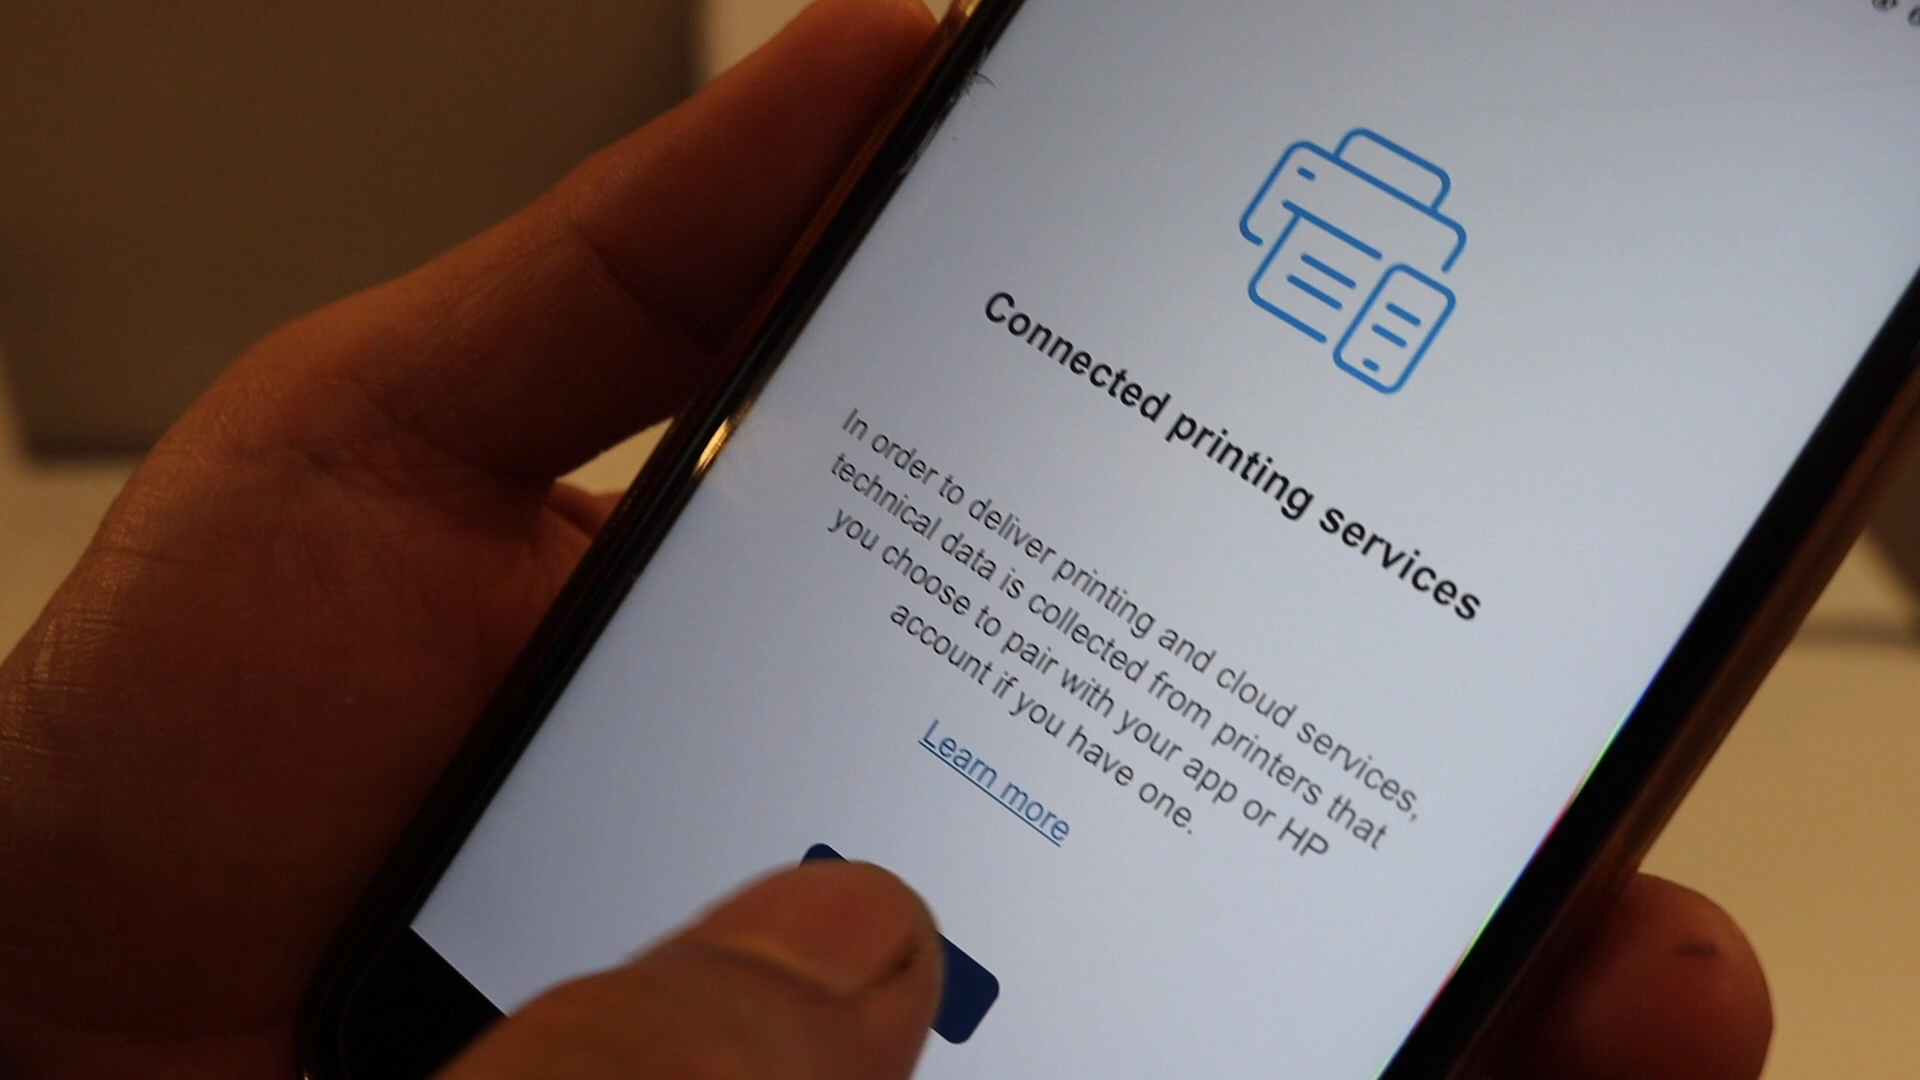 Connected printing services
In order to deliver printing and cloud services,
technical data is collected from printers that
you choose to pair with your app or HP
account if you have one.
Learn more